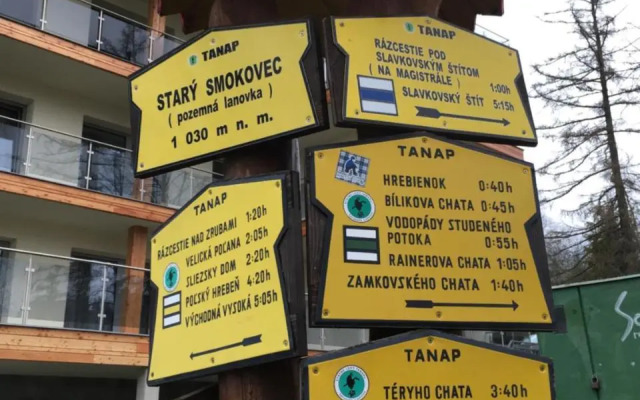 TANAP
STARÝ SMOKOVEC
( pozemná lanovka )
1 030 m n. m.
TANAP
RÁZCESTIE POD
SLAVKOVSKÝM ŠTÍTOM
( NA MAGISTRÁLE ) 1:00h
SLAVKOVSKÝ ŠTÍT 5:15h
TANAP
RÁZCESTIE NAD ZRUBAMI 1:20h
VELICKÁ POĽANA 2:05h
SLIEZSKY DOM 2:20h
POĽSKÝ HREBEŇ 4:20h
VÝCHODNÁ VYSOKÁ 5:05h
TANAP
HREBIENOK 0:40h
BÍLIKOVA CHATA 0:45h
VODOPÁDY STUDENÉHO
POTOKA 0:55h
RAINEROVA CHATA 1:05h
ZAMKOVSKÉHO CHATA 1:40h
TANAP
TÉRYHO CHATA 3:40h